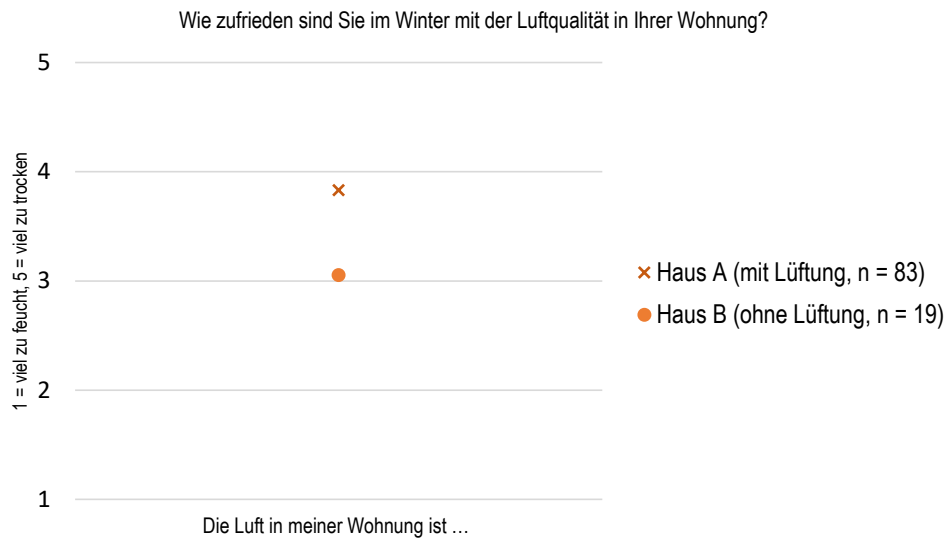 Wie zufrieden sind Sie im Winter mit der Luftqualität in Ihrer Wohnung?
1 = viel zu feucht, 5 = viel zu trocken
5
4
3
2
1
Die Luft in meiner Wohnung ist …
Haus A (mit Lüftung, n = 83)
Haus B (ohne Lüftung, n = 19)